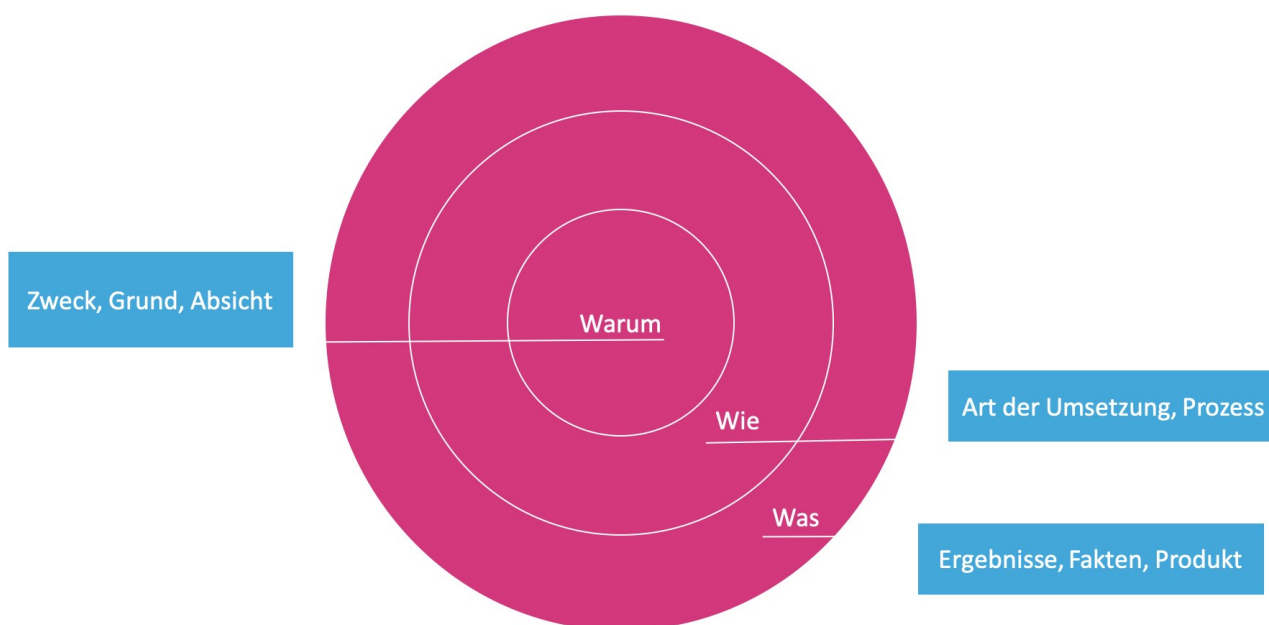 Zweck, Grund, Absicht
Warum
Art der Umsetzung, Prozess
Wie
Was
Ergebnisse, Fakten, Produkt